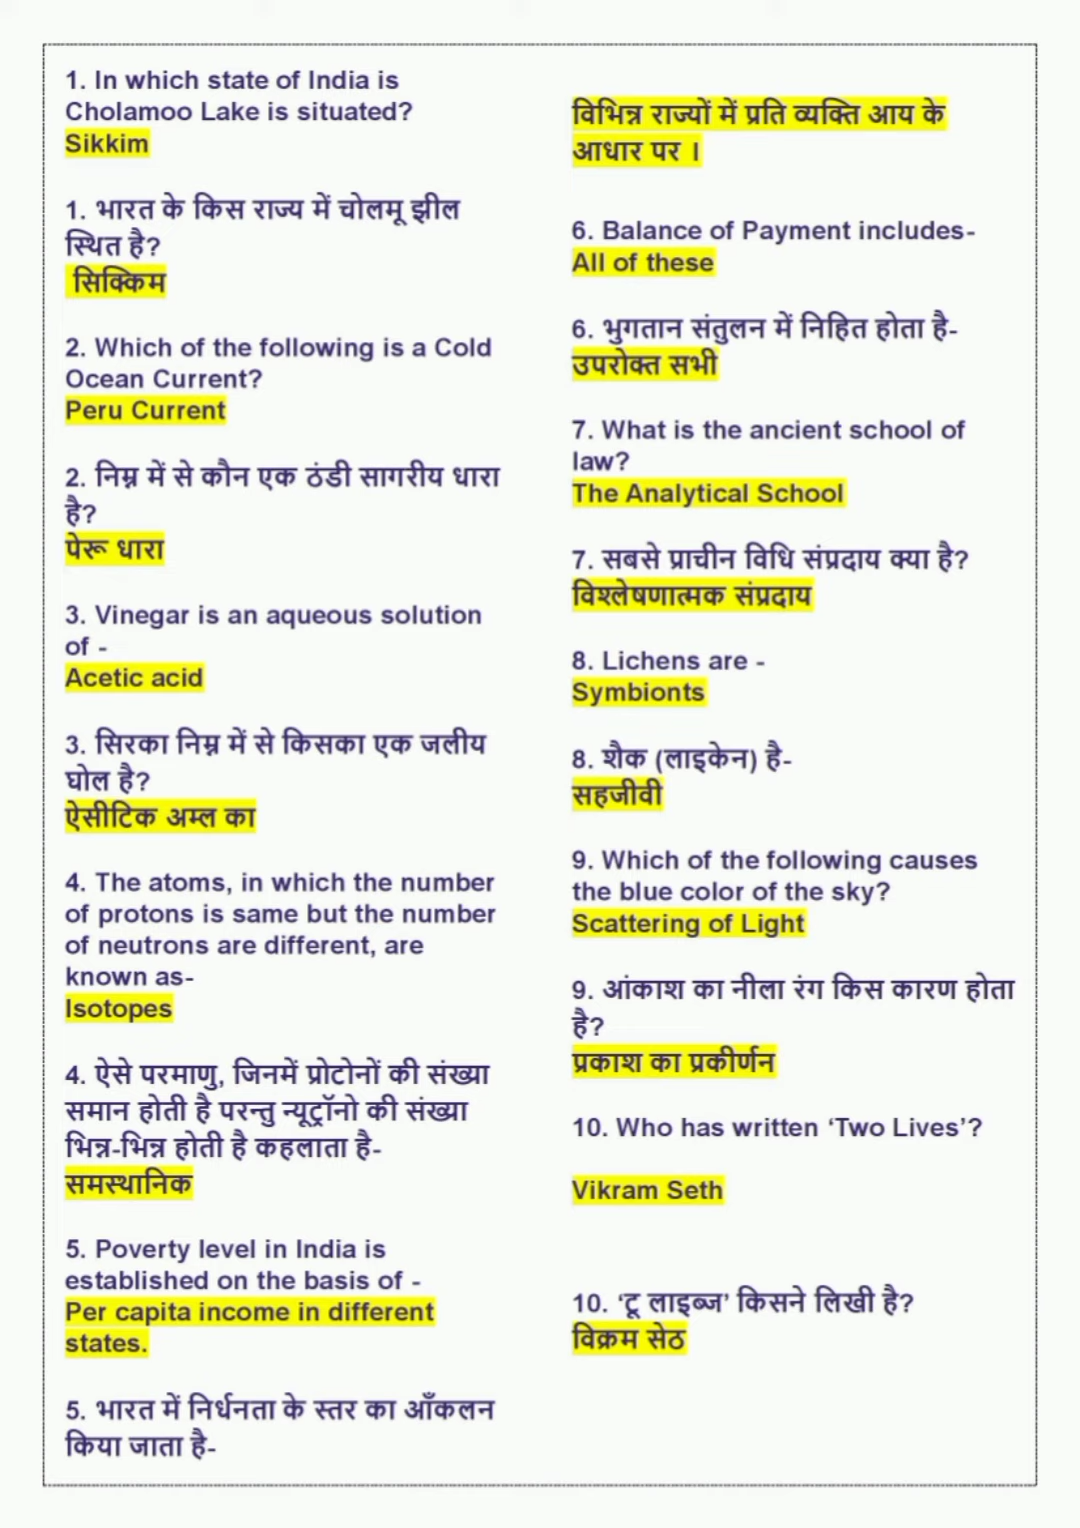 1. In which state of India is
Cholamoo Lake is situated?
Sikkim
1. भारत के किस राज्य में चोलमू झील
स्थित है?
सिक्किम
2. Which of the following is a Cold
Ocean Current?
Peru Current
2. निम्न में से कौन एक ठंडी सागरीय धारा
है?
पेरू धारा
3. Vinegar is an aqueous solution
of -
Acetic acid
3. सिरका निम्न में से किसका एक जलीय
घोल है?
ऐसीटिक अम्ल का
4. The atoms, in which the number
of protons is same but the number
of neutrons are different, are
known as-
Isotopes
4. ऐसे परमाणु, जिनमें प्रोटोनों की संख्या
समान होती है परन्तु न्यूट्रॉनो की संख्या
भिन्न-भिन्न होती है कहलाता है-
समस्थानिक
5. Poverty level in India is
established on the basis of -
Per capita income in different
states.
5. भारत में निर्धनता के स्तर का आँकलन
किया जाता है-
विभिन्न राज्यों में प्रति व्यक्ति आय के
आधार पर ।
6. Balance of Payment includes-
All of these
6. भुगतान संतुलन में निहित होता है-
उपरोक्त सभी
7. What is the ancient school of
law?
The Analytical School
7. सबसे प्राचीन विधि संप्रदाय क्या है?
विश्लेषणात्मक संप्रदाय
8. Lichens are -
Symbionts
8. शैक (लाइकेन) है-
सहजीवी
9. Which of the following causes
the blue color of the sky?
Scattering of Light
9. आंकाश का नीला रंग किस कारण होता
है?
प्रकाश का प्रकीर्णन
10. Who has written ‘Two Lives’?
Vikram Seth
10. ‘टू लाइब्ज’ किसने लिखी है?
विक्रम सेठ